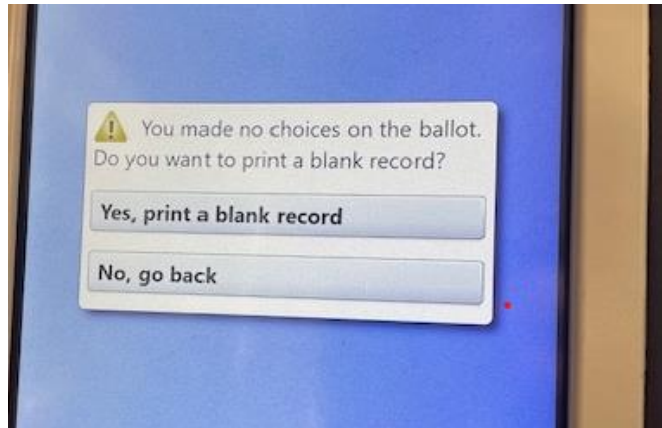 You made no choices on the ballot.
Do you want to print a blank record?
Yes, print a blank record
No, go back